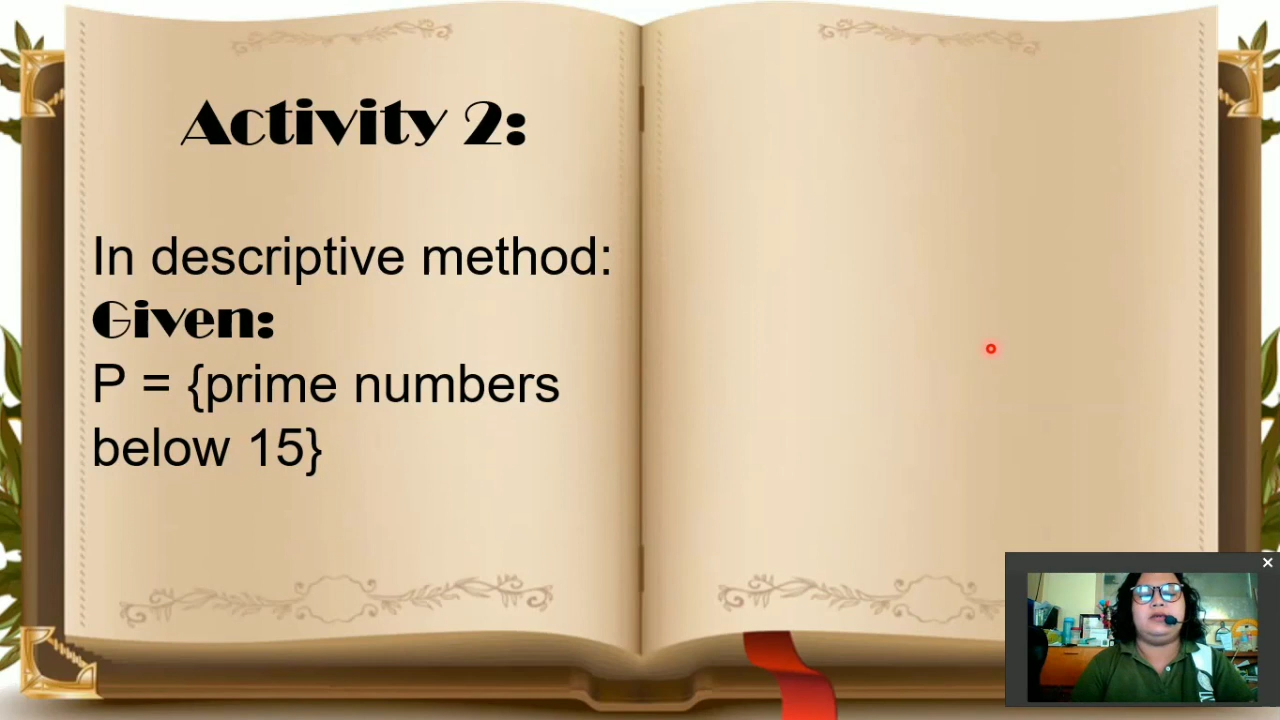 Activity 2:
In descriptive method:
Given:
P = {prime numbers
below 15}